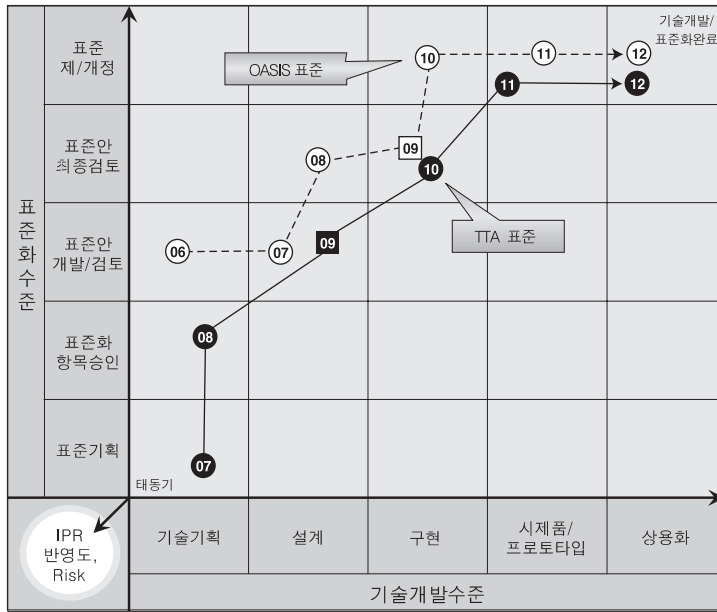 표준
제/개정
표준안
최종검토
표준안
개발/검토
표준화
항목승인
표준기획
표준화수준
기술개발/
표준화완료
OASIS 표준
10
11
12
11
12
08
09
10
TTA 표준
06
07
09
08
07
태동기
IPR
반영도,
Risk
기술기획
설계
구현
시제품/
프로토타입
상용화
기술개발수준